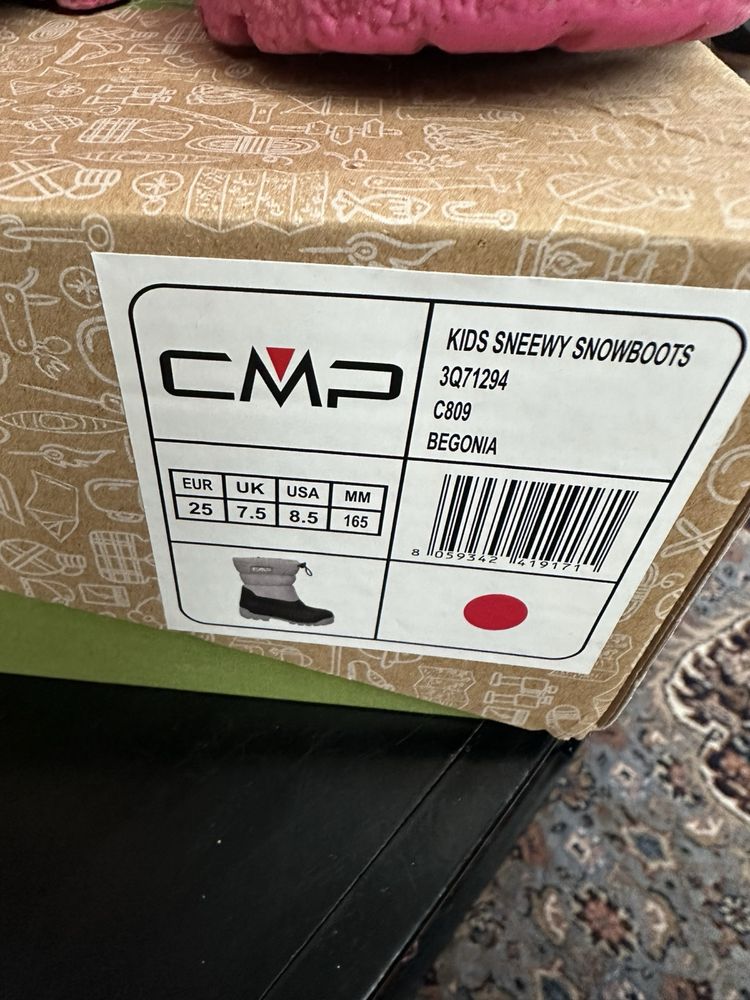 CMP
KIDS SNEEWY SNOWBOOTS
3Q71294
C809
BEGONIA
EUR UK USA MM
25 7.5 8.5 165
8 059342 419171
CMP